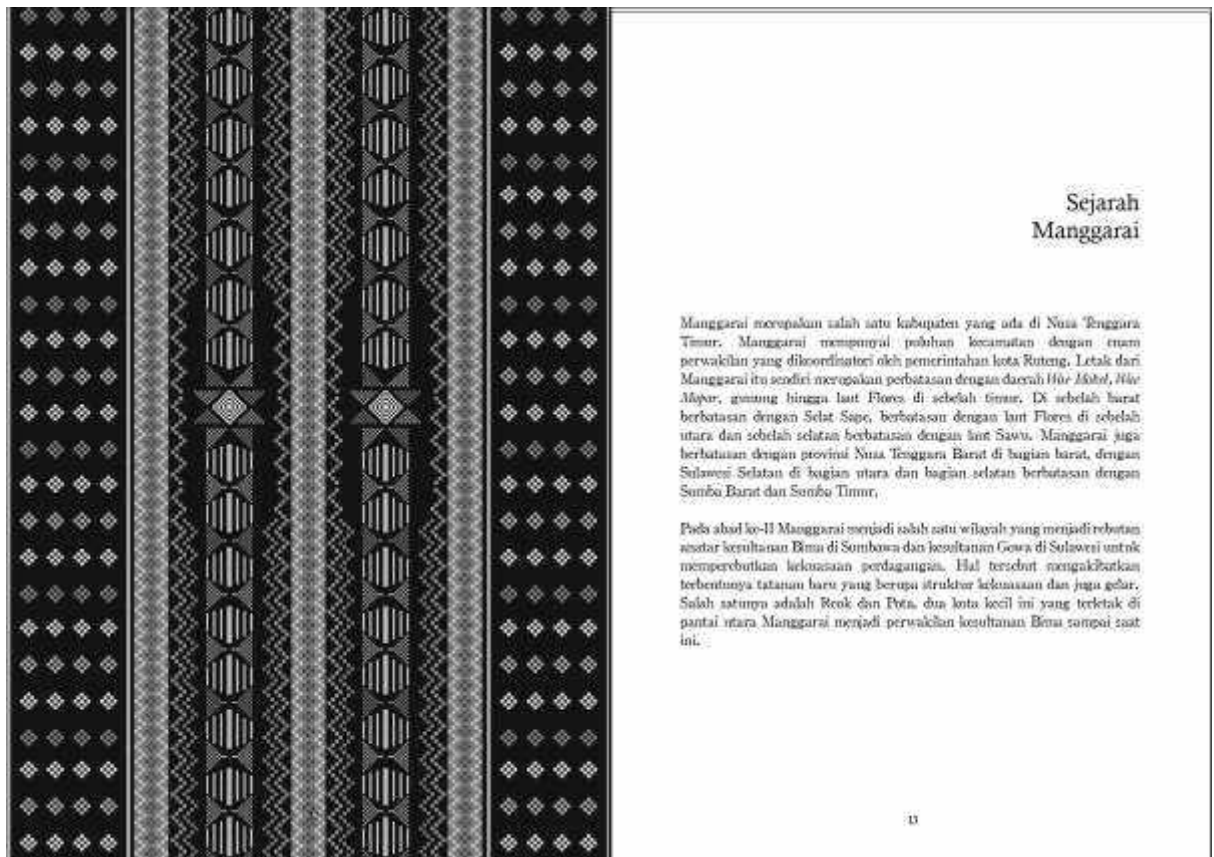 Sejarah
Manggarai
Manggarai merupakan salah satu kabupaten yang ada di Nusa Tenggara
Timur. Manggarai mempunyai puluhan kecamatan dengan enam
perwakilan yang dikoordinatori oleh pemerintahan kota Ruteng. Letak dari
Manggarai itu sendiri merupakan perbatasan dengan daerah
gunung hingga laut Flores di sebelah timur. Di sebelah barat
berbatasan dengan Selat Sape, berbatasan dengan laut Flores di sebelah
utara dan sebelah selatan berbatasan dengan laut Sawu. Manggarai juga
berbatasan dengan provinsi Nusa Tenggara Barat di bagian barat, dengan
Sulawesi Selatan di bagian utara dan bagian selatan berbatasan dengan
Sumba Barat dan Sumba Timur.
Pada abad ke-II Manggarai menjadi salah satu wilayah yang menjadi rebutan
anatar kesultanan Bima di Sumbawa dan kesultanan Gowa di Sulawesi untuk
memperebutkan kekuasaan perdagangan. Hal tersebut mengakibatkan
terbentunya tatanan baru yang berupa struktur kekuasaan dan juga gelar.
Salah satunya adalah Reok dan Pota, dua kota kecil ini yang terletak di
pantai utara Manggarai menjadi perwakilan kesultanan Bima sampai saat
ini.
13